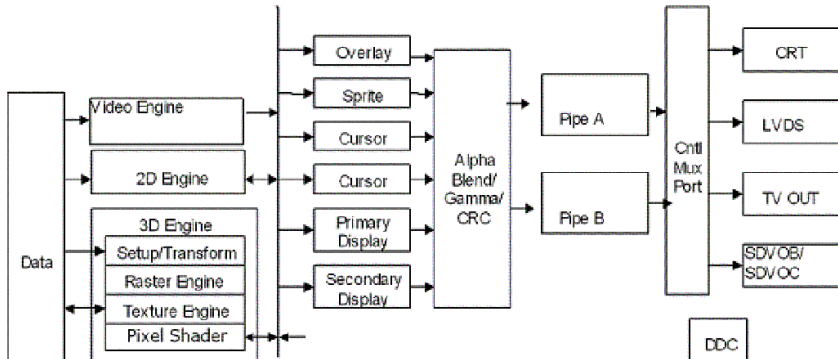 Data
Video Engine
2D Engine
3D Engine
Setup/Transform
Raster Engine
Texture Engine
Pixel Shader
Overlay
Sprite
Cursor
Cursor
Primary
Display
Secondary
Display
Alpha
Blend/
Gamma/
CRC
Pipe A
Pipe B
Cntl
Mux
Port
CRT
LVDS
TV OUT
SDVOB/
SDVOC
DDC